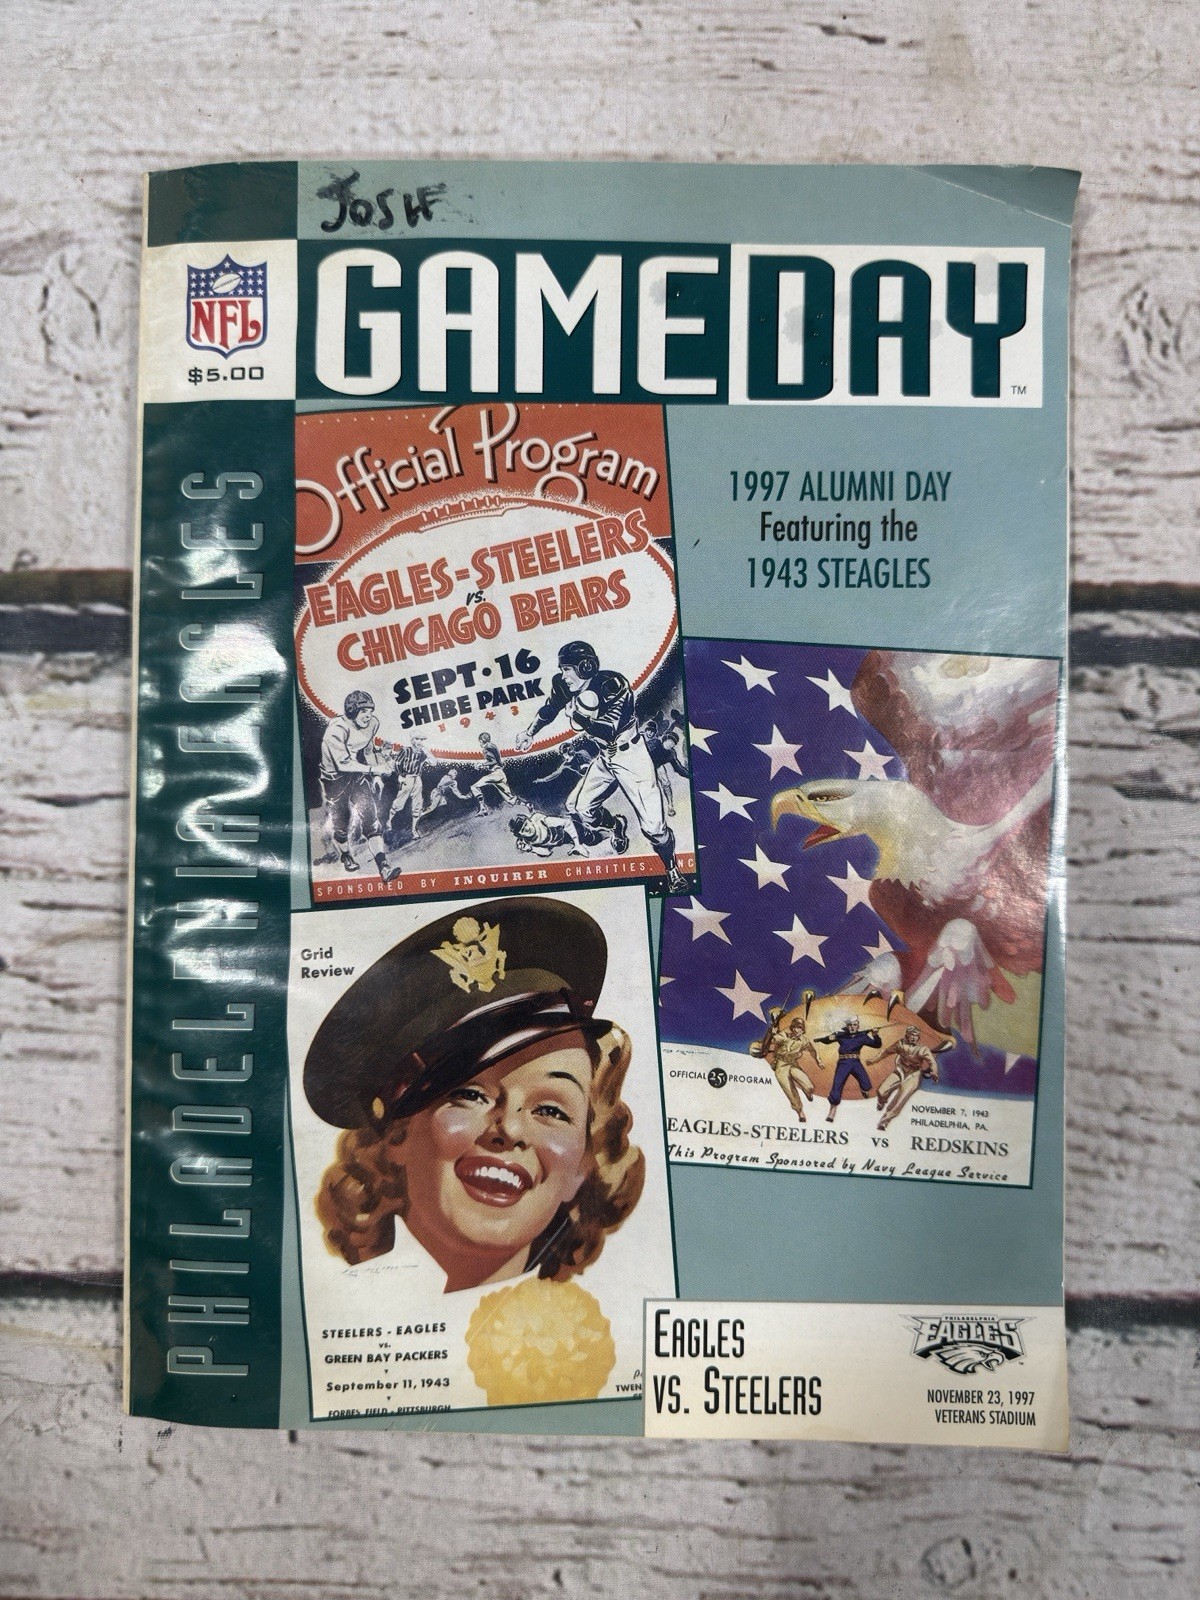 JOSH
NFL
$5.00
GAMEDAY
TM
PHILADELPHIA EAGLES
Official Program
EAGLES-STEELERS
vs.
CHICAGO BEARS
SEPT·16
SHIBE PARK
1943
SPONSORED BY INQUIRER CHARITIES, INC
1997 ALUMNI DAY
Featuring the
1943 STEAGLES
OFFICIAL 25¢ PROGRAM
NOVEMBER 7, 1943
PHILADELPHIA, PA.
EAGLES-STEELERS VS REDSKINS
This Program Sponsored by Navy League Service
Grid
Review
STEELERS - EAGLES
vs.
GREEN BAY PACKERS
September 11, 1943
FORBES FIELD - PITTSBURGH
TWEN
EAGLES
VS. STEELERS
PHILADELPHIA
EAGLES
NOVEMBER 23, 1997
VETERANS STADIUM